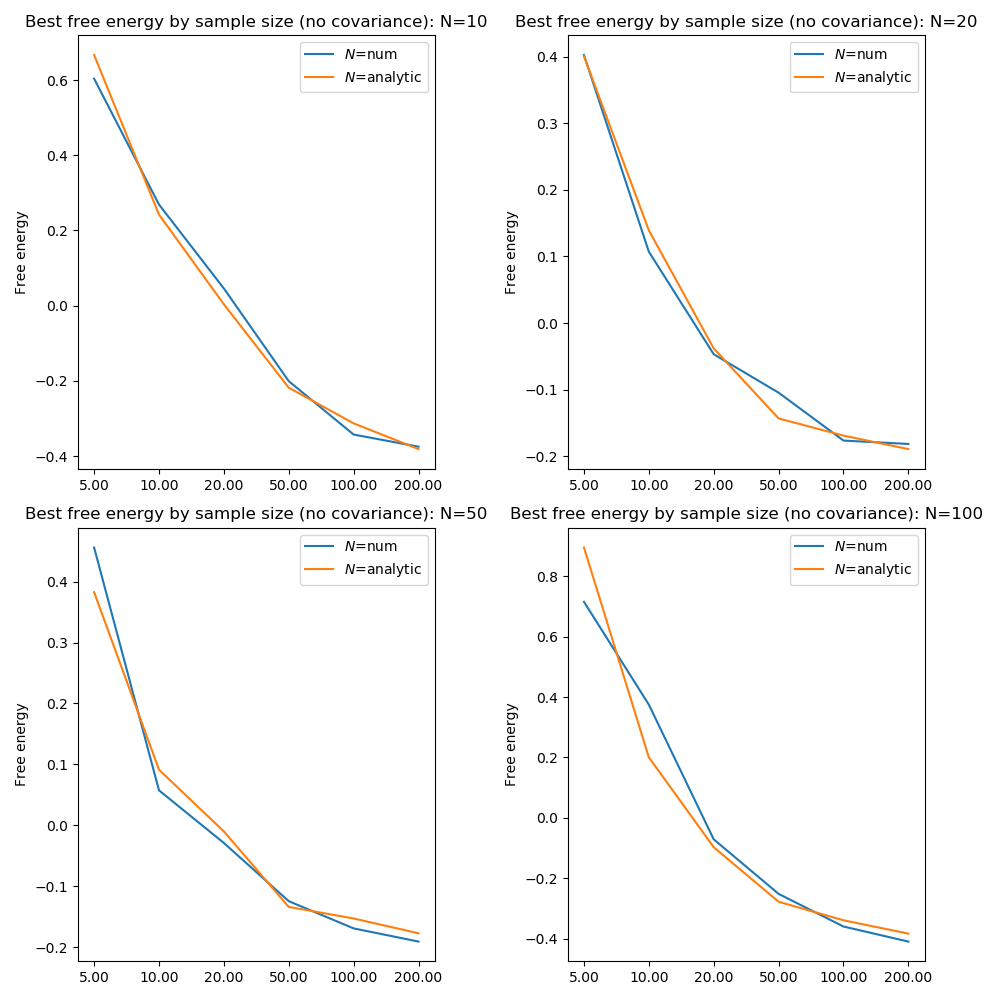 Best free energy by sample size (no covariance): N=10
N=num
N=analytic
Free energy
0.6
0.4
0.2
0.0
−0.2
−0.4
5.00 10.00 20.00 50.00 100.00 200.00
Best free energy by sample size (no covariance): N=20
N=num
N=analytic
Free energy
0.4
0.3
0.2
0.1
0.0
−0.1
−0.2
5.00 10.00 20.00 50.00 100.00 200.00
Best free energy by sample size (no covariance): N=50
N=num
N=analytic
Free energy
0.4
0.3
0.2
0.1
0.0
−0.1
−0.2
5.00 10.00 20.00 50.00 100.00 200.00
Best free energy by sample size (no covariance): N=100
N=num
N=analytic
Free energy
0.8
0.6
0.4
0.2
0.0
−0.2
−0.4
5.00 10.00 20.00 50.00 100.00 200.00